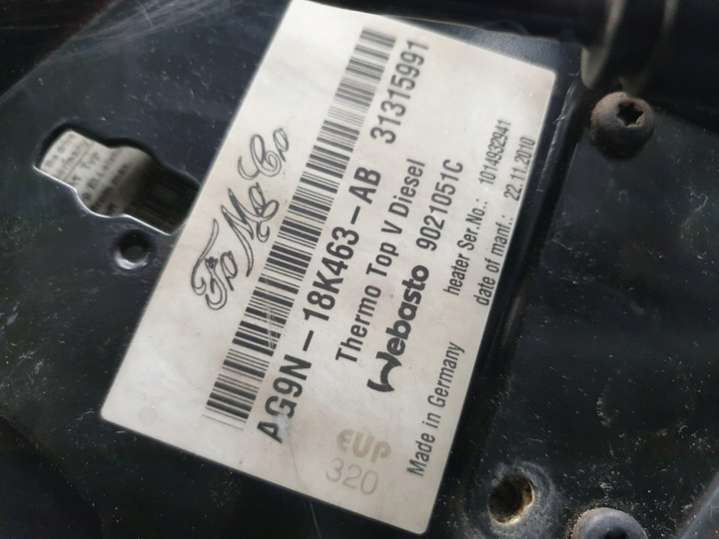 FoMoCo
AG9N-18K463-AB 31315991
Thermo Top V Diesel
Webasto 9021051C
heater Ser.No.: 1014932941
Made in Germany date of manf.: 22.11.2010
EUP
320